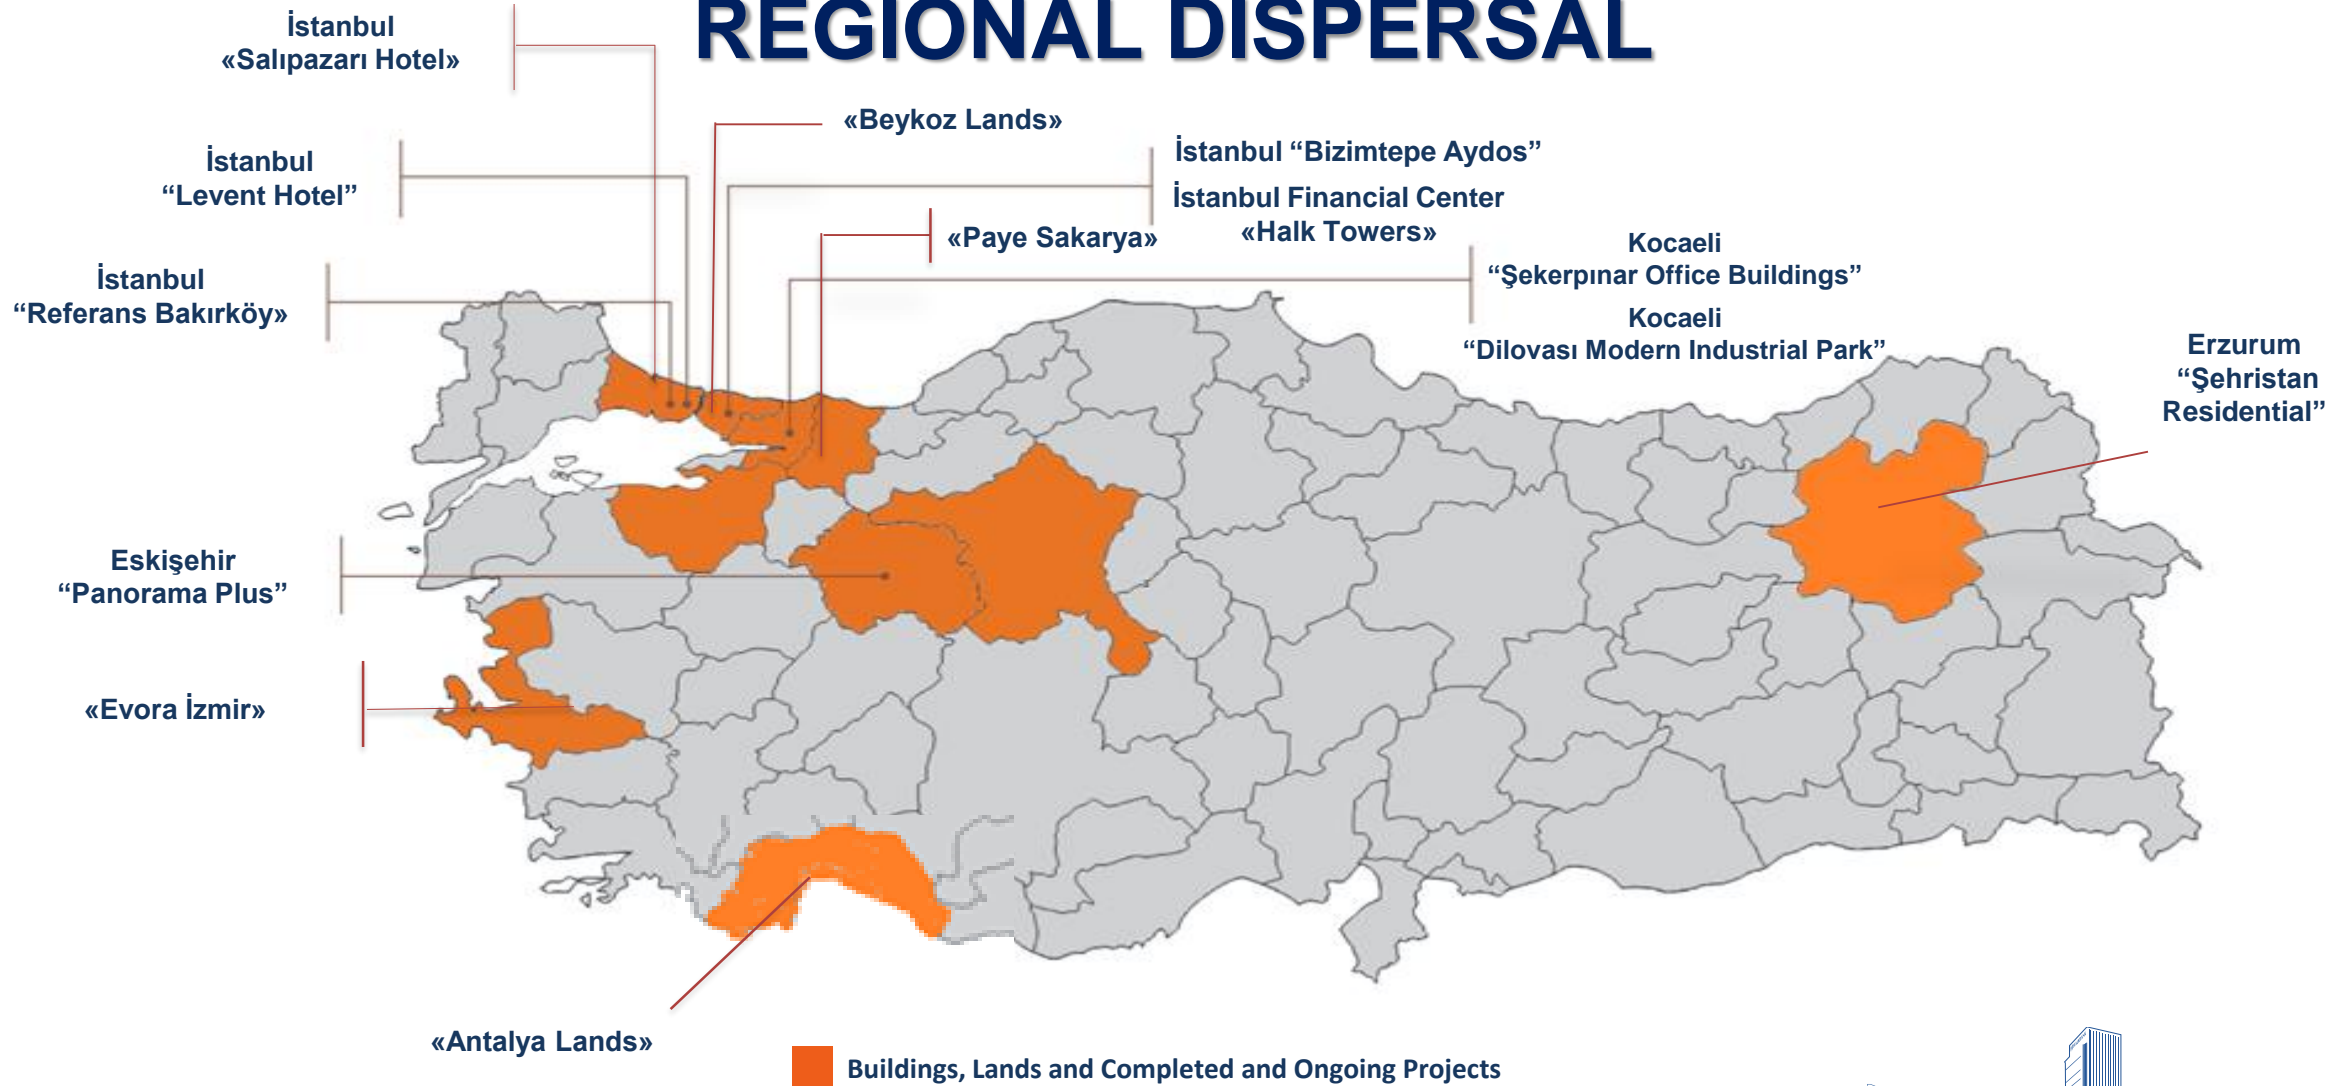 REGIONAL DISPERSAL
İstanbul
«Salıpazarı Hotel»
«Beykoz Lands»
İstanbul
“Levent Hotel”
İstanbul “Bizimtepe Aydos”
İstanbul Financial Center
«Halk Towers»
«Paye Sakarya»
Kocaeli
“Şekerpınar Office Buildings”
İstanbul
“Referans Bakırköy»
Kocaeli
“Dilovası Modern Industrial Park”
Erzurum
“Şehristan
Residential”
Eskişehir
“Panorama Plus”
«Evora İzmir»
«Antalya Lands»
Buildings, Lands and Completed and Ongoing Projects